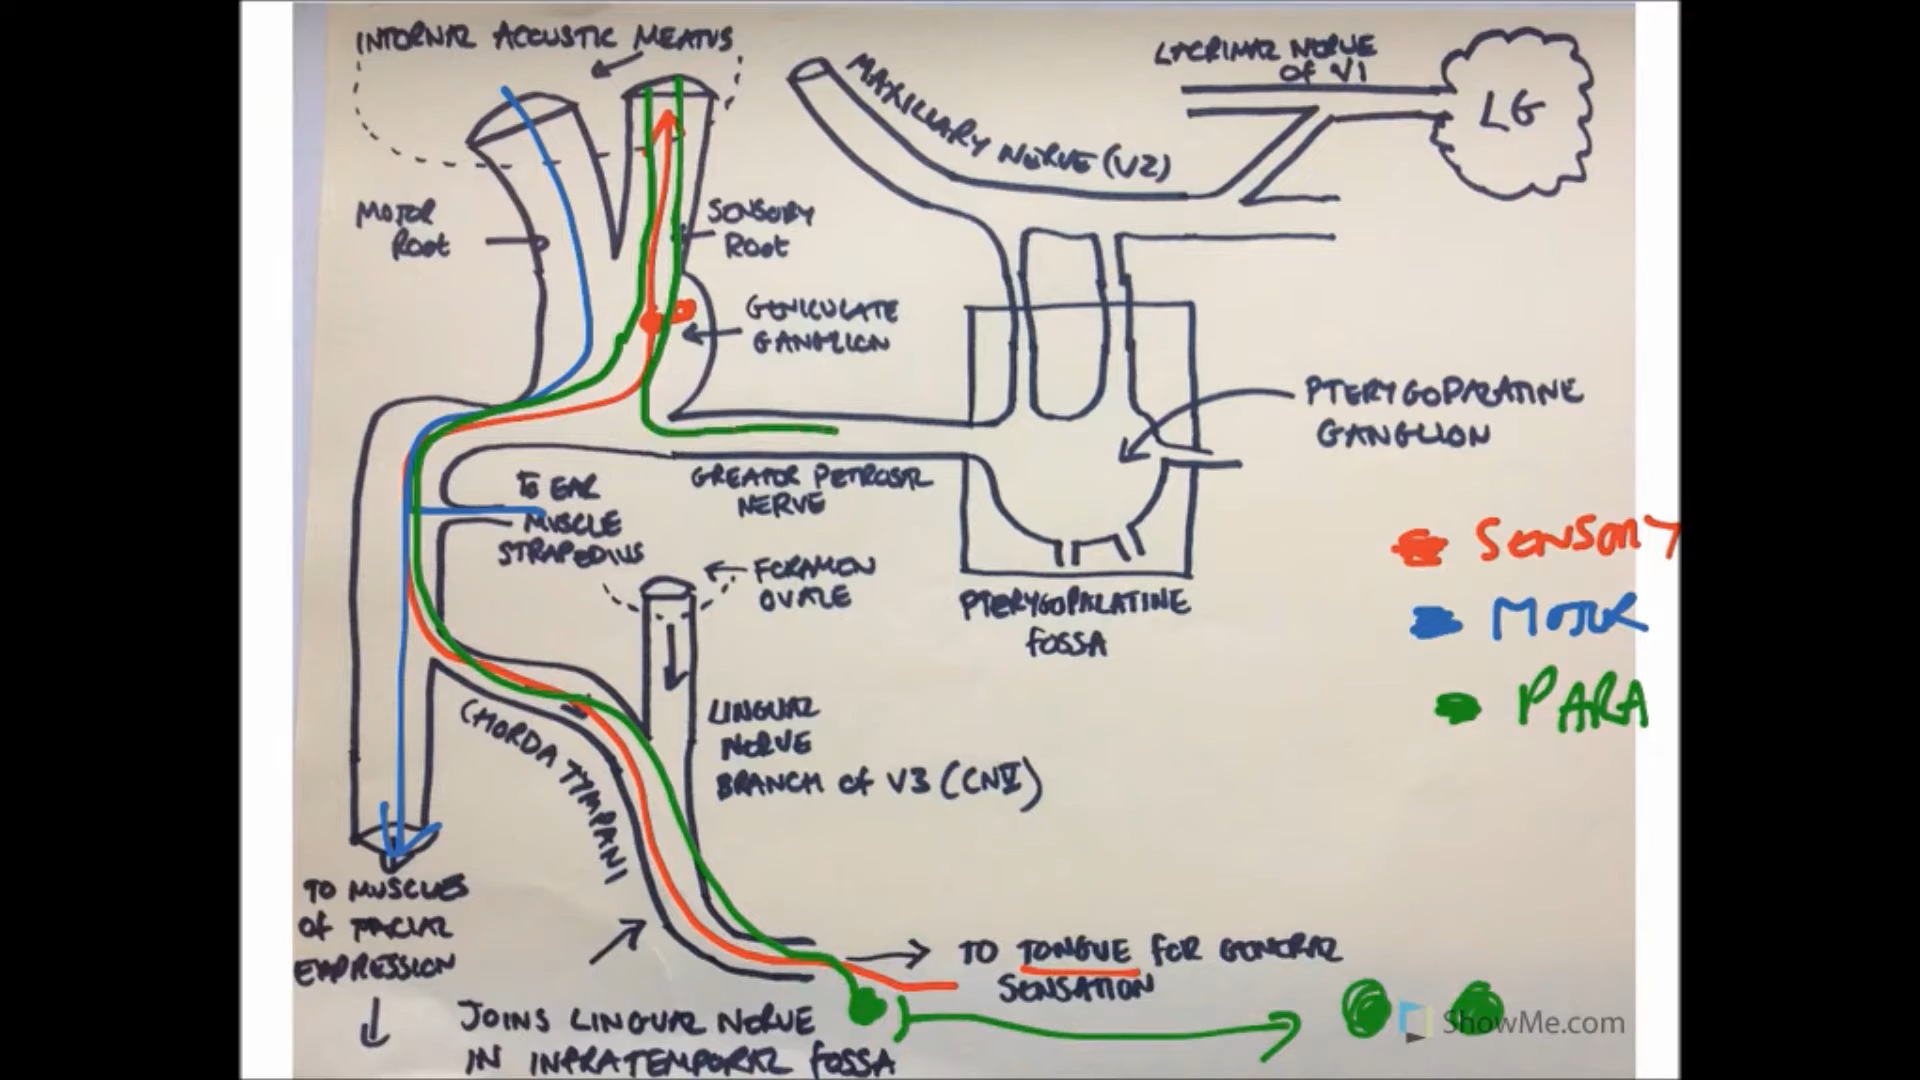 INTERNAL ACCUSTIC MEATUS
LACRIMAL NERVE
OF V1
LG
MAXILLARY NERVE (V2)
MOTOR
ROOT
SENSORY
ROOT
GENICULATE
GANGLION
PTERYGOPALATINE
GANGLION
GREATOR PETROSAL
NERVE
TO EAR
MUSCLE
STRAPEDIUS
FORAMEN
OVALE
PTERYGOPALATINE
FOSSA
SENSORY
MOTOR
PARA
CHORDA TYMPANI
LINGUAL
NERVE
BRANCH OF V3 (CNV)
TO MUSCLES
OF FACIAL
EXPRESSION
TO TONGUE FOR GENERAL
SENSATION
JOINS LINGUAL NERVE
IN INFRATEMPORAL FOSSA
ShowMe.com